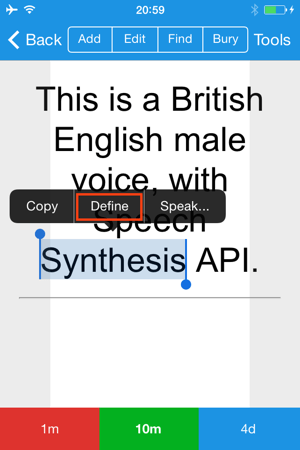 20:59
Back Add Edit Find Bury Tools
This is a British
English male
voice, with
Copy Define Speak...
Speech
Synthesis API.
1m 10m 4d